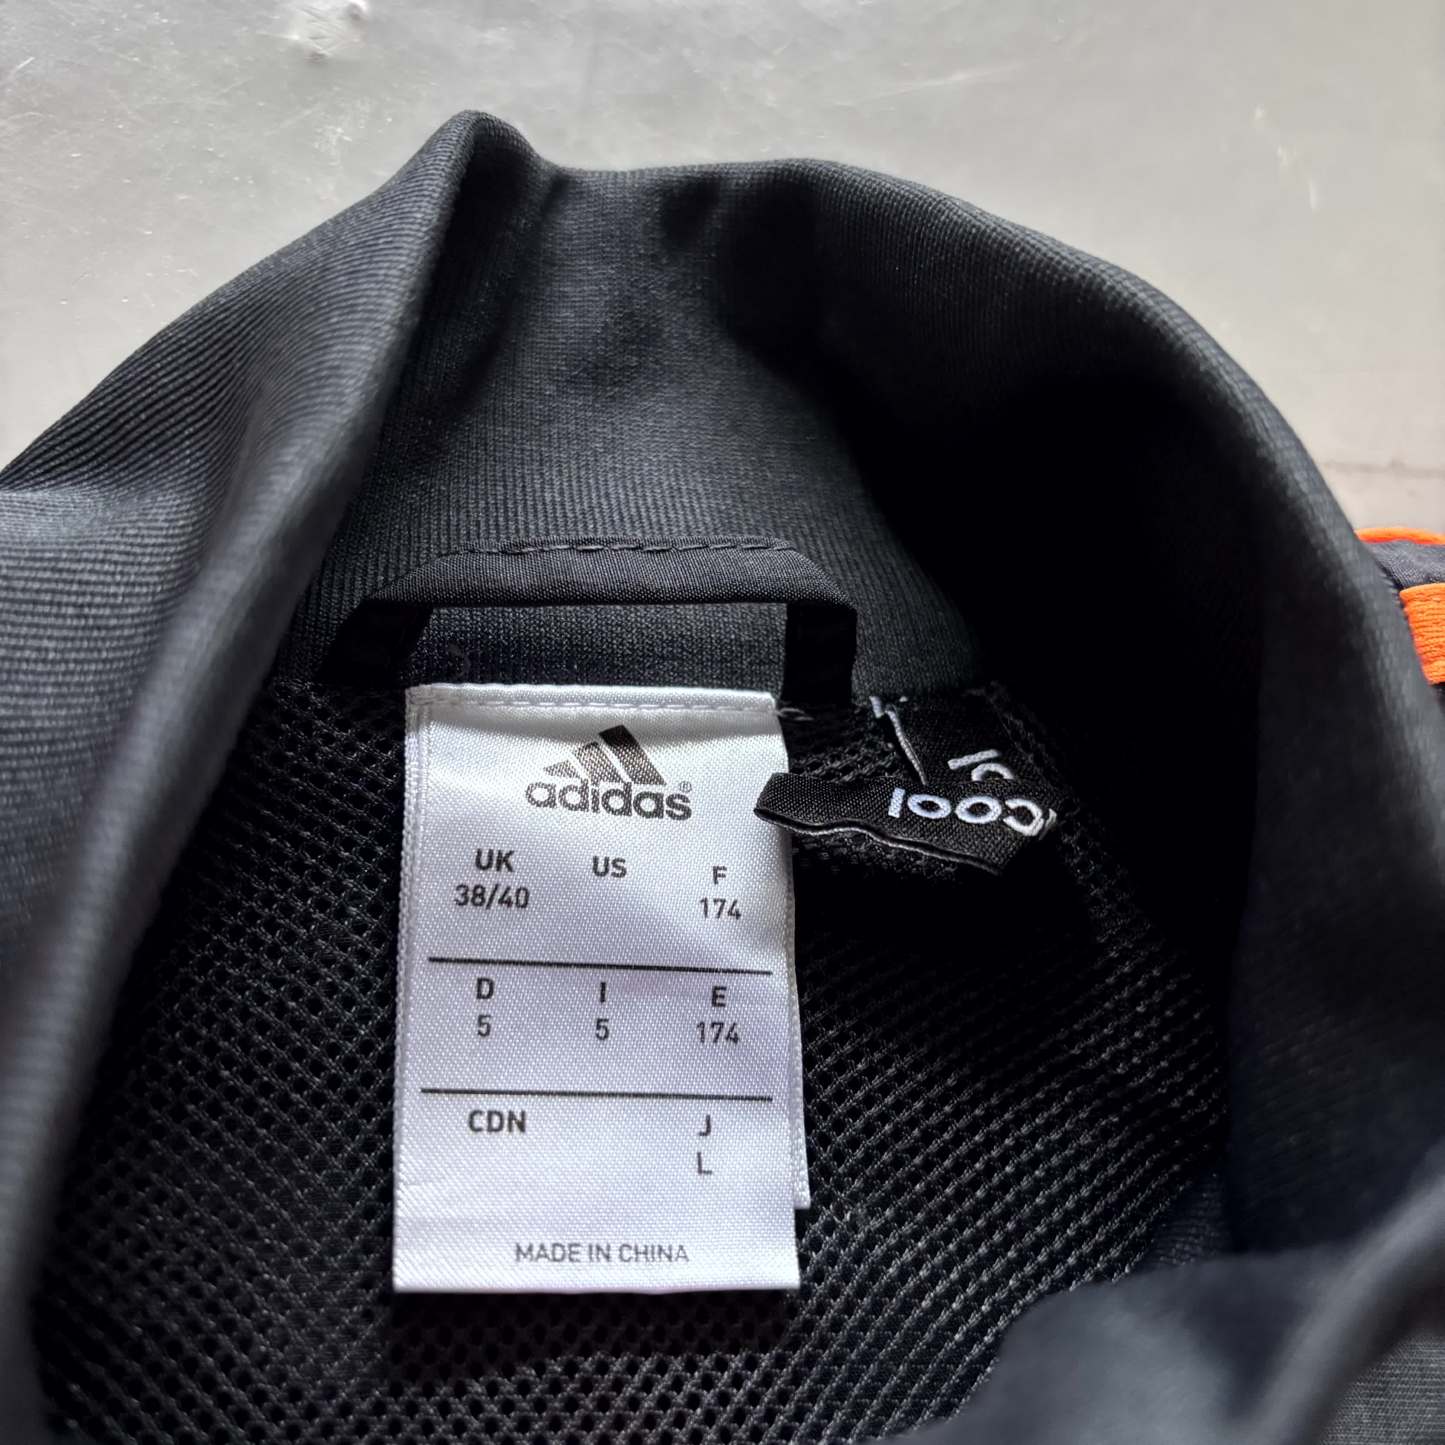 adidas®
UK US F
38/40 174
D I E
5 5 174
CDN J
L
MADE IN CHINA
cool